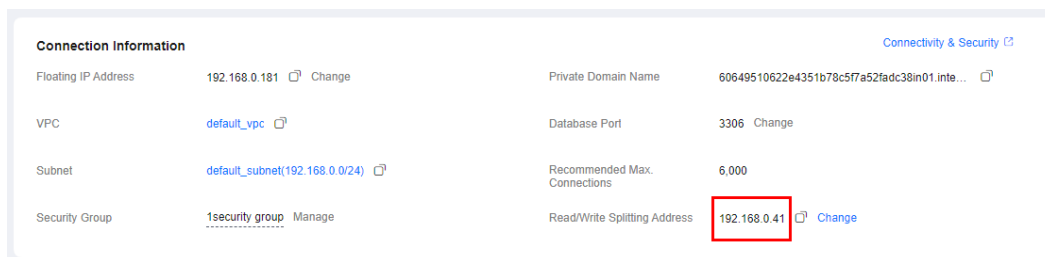 Connection Information
Connectivity & Security
Floating IP Address 192.168.0.181 Change Private Domain Name 60649510622e4351b78c5f7a52fadc38in01.inte...
VPC default_vpc Database Port 3306 Change
Subnet default_subnet(192.168.0.0/24) Recommended Max. Connections 6,000
Security Group 1security group Manage Read/Write Splitting Address 192.168.0.41 Change